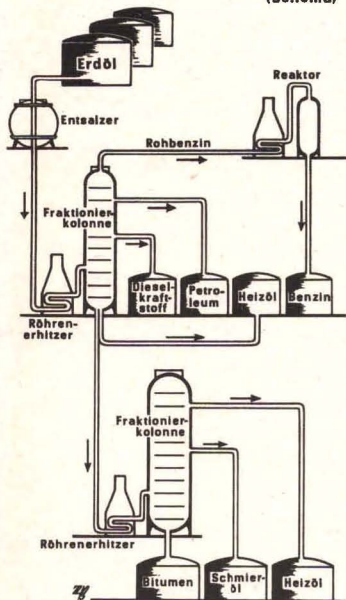 Erdöl
Reaktor
Entsalzer
Rohbenzin
Fraktionier-
kolonne
Diesel-
kraft-
stoff
Petro-
leum
Heizöl
Benzin
Röhren-
erhitzer
Fraktionier-
kolonne
Röhrenerhitzer
Bitumen
Schmier-
öl
Heizöl